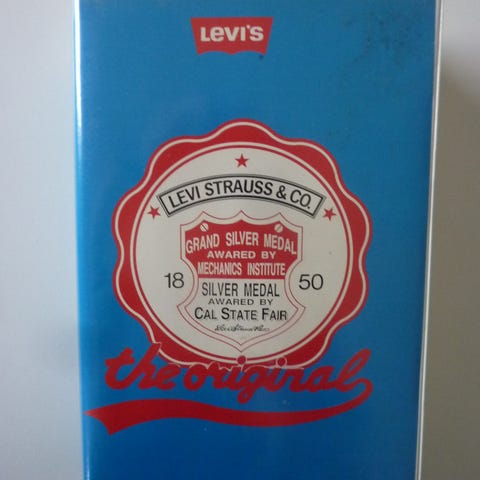 LEVI'S
LEVI STRAUSS & CO.
GRAND SILVER MEDAL
AWARED BY
MECHANICS INSTITUTE
18 50
SILVER MEDAL
AWARED BY
CAL STATE FAIR
the original